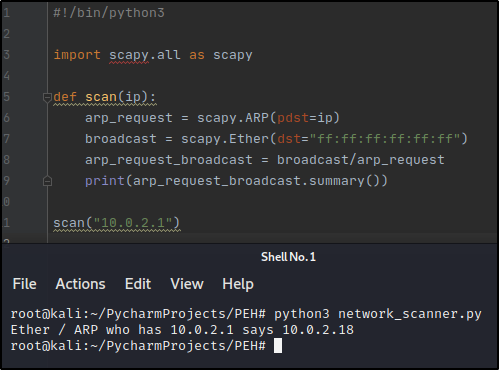 1 #!/bin/python3
2
3 import scapy.all as scapy
4
5 def scan(ip):
6     arp_request = scapy.ARP(pdst=ip)
7     broadcast = scapy.Ether(dst="ff:ff:ff:ff:ff:ff")
8     arp_request_broadcast = broadcast/arp_request
9     print(arp_request_broadcast.summary())
0
1 scan("10.0.2.1")
Shell No.1
File Actions Edit View Help
root@kali:~/PycharmProjects/PEH# python3 network_scanner.py
Ether / ARP who has 10.0.2.1 says 10.0.2.18
root@kali:~/PycharmProjects/PEH#